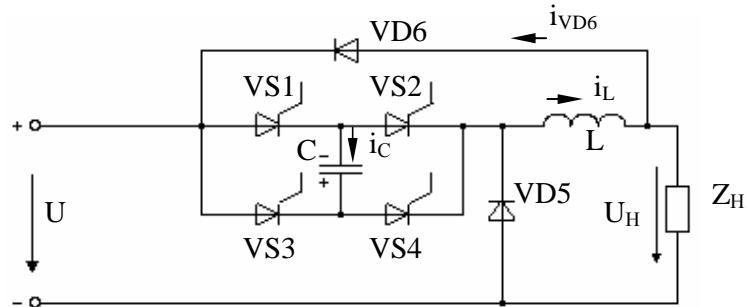 VD6
i_VD6
VS1
VS2
i_L
+
L
C
−
i_C
+
U
VS3
VS4
VD5
U_H
Z_H
−